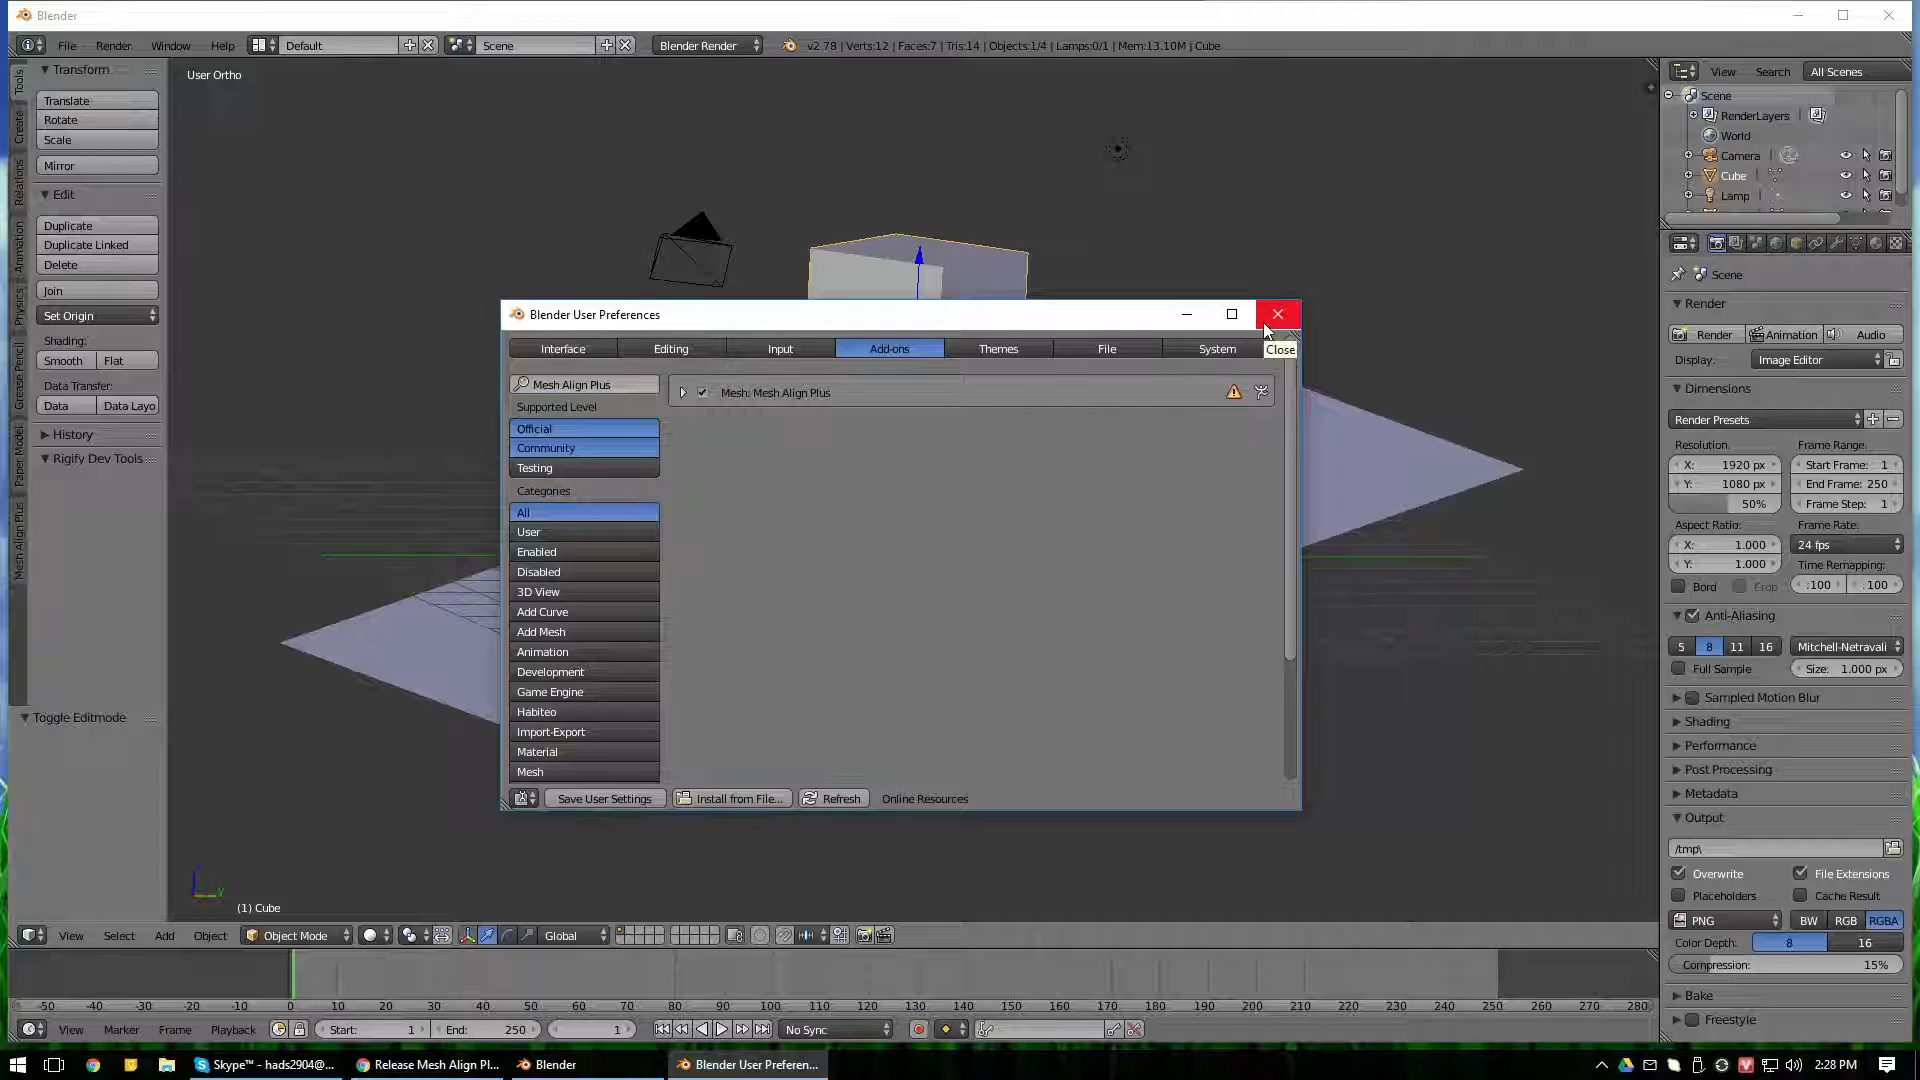 Blender
File Render Window Help Default Scene Blender Render v2.78 | Verts:12 | Faces:7 | Tris:14 | Objects:1/4 | Lamps:0/1 | Mem:13.10M | Cube
Tools
Create
Relations
Animation
Physics
Grease Pencil
Paper Model
Mesh Align Plus
Transform
Translate
Rotate
Scale
Mirror
Edit
Duplicate
Duplicate Linked
Delete
Join
Set Origin
Shading:
Smooth Flat
Data Transfer:
Data Data Layo
History
Rigify Dev Tools
Toggle Editmode
User Ortho
(1) Cube
Blender User Preferences
Close
Interface Editing Input Add-ons Themes File System
Mesh Align Plus
Mesh: Mesh Align Plus
Supported Level
Official
Community
Testing
Categories
All
User
Enabled
Disabled
3D View
Add Curve
Add Mesh
Animation
Development
Game Engine
Habiteo
Import-Export
Material
Mesh
Save User Settings Install from File... Refresh Online Resources
View Search All Scenes
Scene
RenderLayers
World
Camera
Cube
Lamp
Scene
Render
Render Animation Audio
Display: Image Editor
Dimensions
Render Presets
Resolution: Frame Range:
X: 1920 px Start Frame: 1
Y: 1080 px End Frame: 250
50% Frame Step: 1
Aspect Ratio: Frame Rate:
X: 1.000 24 fps
Y: 1.000 Time Remapping:
Bord Crop :100 :100
Anti-Aliasing
5 8 11 16 Mitchell-Netravali
Full Sample Size: 1.000 px
Sampled Motion Blur
Shading
Performance
Post Processing
Metadata
Output
/tmp\
Overwrite File Extensions
Placeholders Cache Result
PNG BW RGB RGBA
Color Depth: 8 16
Compression: 15%
Bake
Freestyle
View Select Add Object Object Mode Global
-50 -40 -30 -20 -10 0 10 20 30 40 50 60 70 80 90 100 110 120 130 140 150 160 170 180 190 200 210 220 230 240 250 260 270 280
View Marker Frame Playback Start: 1 End: 250 1 No Sync
Skype™ - hads2904@... Release Mesh Align Pl... Blender Blender User Preferen... 2:28 PM